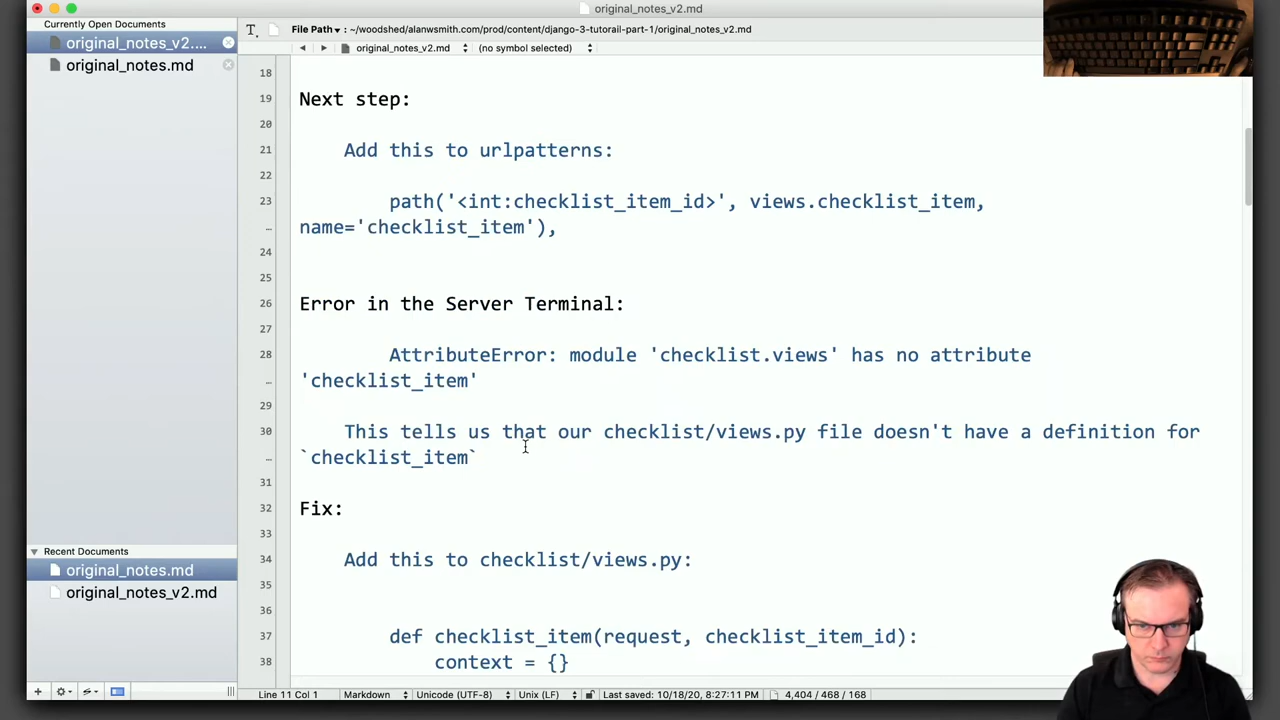 original_notes_v2.md
Currently Open Documents
original_notes_v2....
original_notes.md
File Path ▾ : ~/woodshed/alanwsmith.com/prod/content/django-3-tutorail-part-1/original_notes_v2.md
original_notes_v2.md (no symbol selected)
18
19 Next step:
20
21 Add this to urlpatterns:
22
23 path('<int:checklist_item_id>', views.checklist_item,
name='checklist_item'),
24
25
26 Error in the Server Terminal:
27
28 AttributeError: module 'checklist.views' has no attribute
'checklist_item'
29
30 This tells us that our checklist/views.py file doesn't have a definition for
`checklist_item`
31
32 Fix:
33
34 Add this to checklist/views.py:
35
36
37 def checklist_item(request, checklist_item_id):
38 context = {}
Recent Documents
original_notes.md
original_notes_v2.md
Line 11 Col 1 Markdown Unicode (UTF-8) Unix (LF) Last saved: 10/18/20, 8:27:11 PM 4,404 / 468 / 168